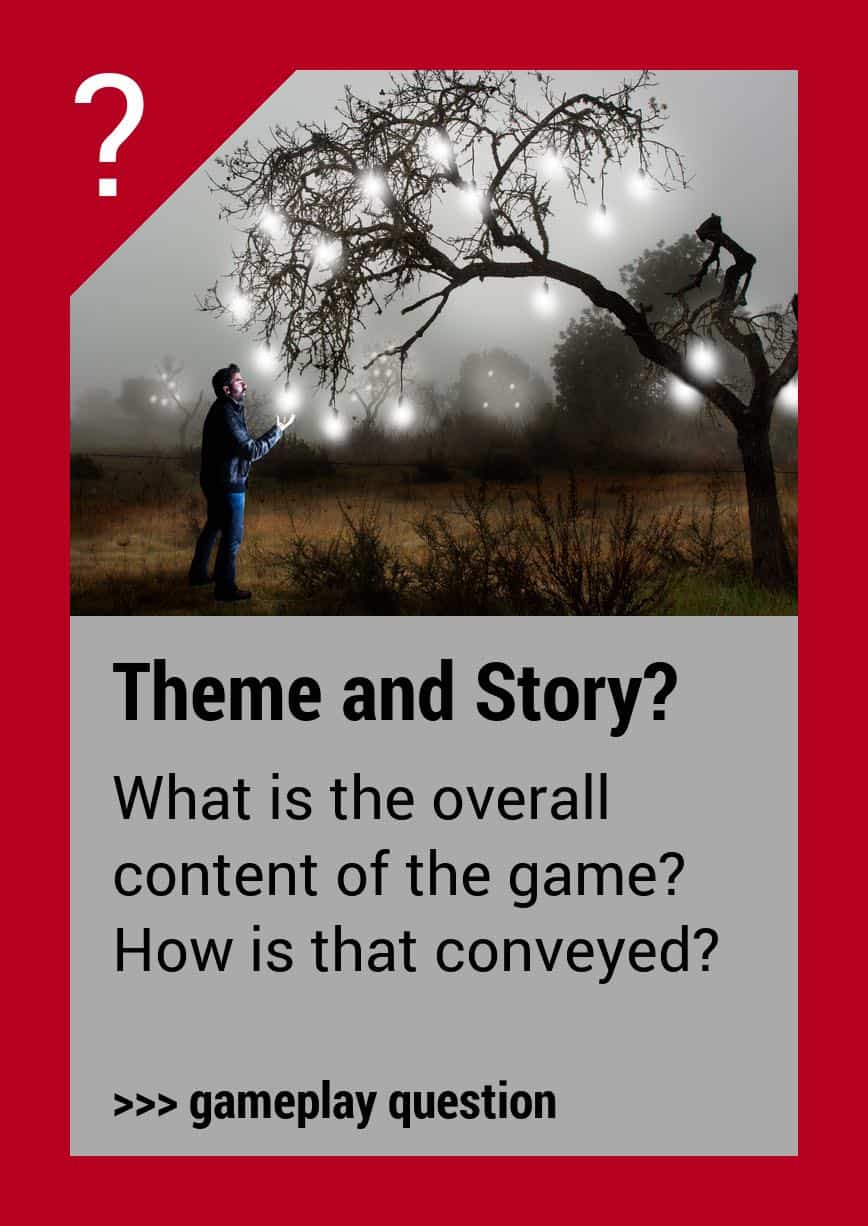 ?
Theme and Story?
What is the overall
content of the game?
How is that conveyed?
>>> gameplay question